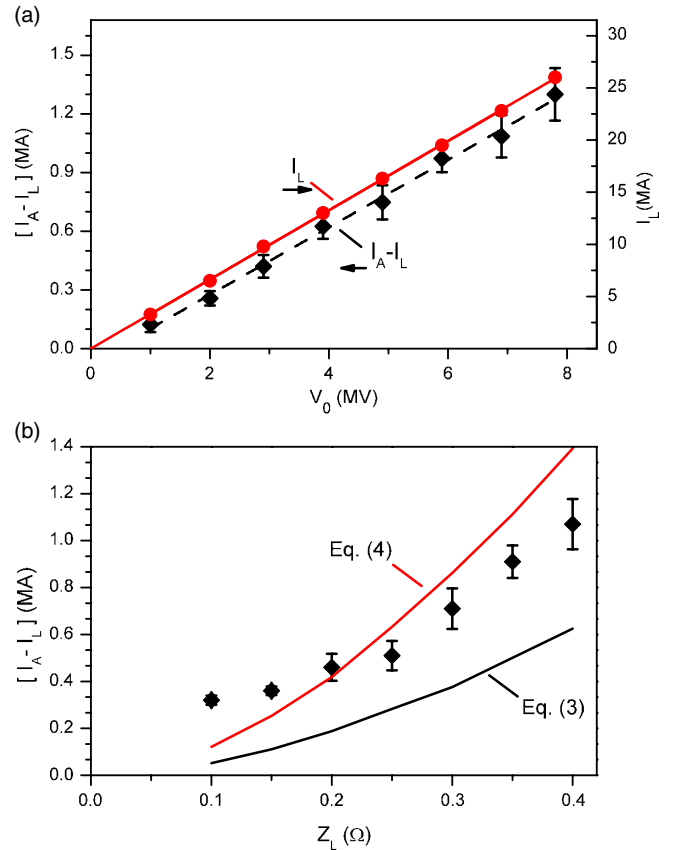 (a)
1.5
1.2
0.9
0.6
0.3
0.0
[ I_A - I_L ] (MA)
30
25
20
15
10
5
0
I_L (MA)
I_L
I_A - I_L
0 2 4 6 8
V_0 (MV)
(b)
1.4
1.2
1.0
0.8
0.6
0.4
0.2
0.0
[ I_A - I_L ] (MA)
Eq. (4)
Eq. (3)
0.0 0.1 0.2 0.3 0.4
Z_L (Ω)